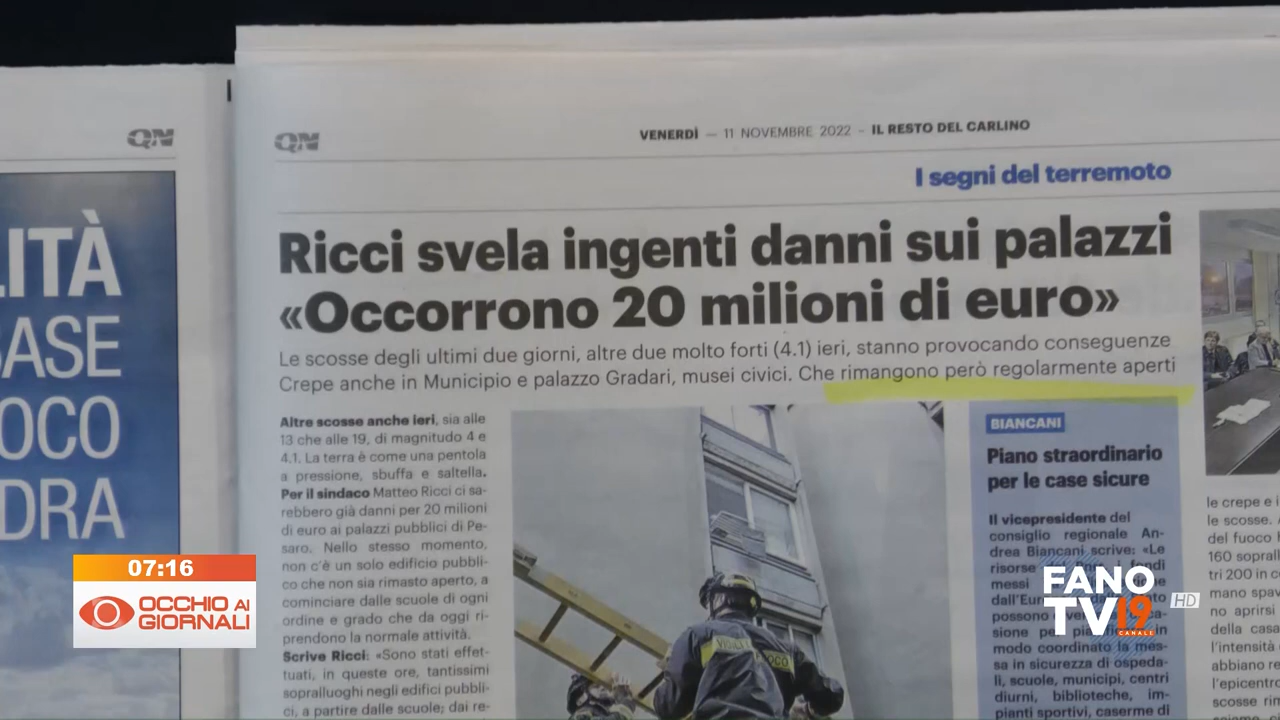 QN
LITÀ
BASE
OCO
DRA
QN
VENERDÌ — 11 NOVEMBRE 2022 – IL RESTO DEL CARLINO
I segni del terremoto
Ricci svela ingenti danni sui palazzi
«Occorrono 20 milioni di euro»
Le scosse degli ultimi due giorni, altre due molto forti (4.1) ieri, stanno provocando conseguenze
Crepe anche in Municipio e palazzo Gradari, musei civici. Che rimangono però regolarmente aperti
Altre scosse anche ieri, sia alle
13 che alle 19, di magnitudo 4 e
4.1. La terra è come una pentola
a pressione, sbuffa e saltella.
Per il sindaco Matteo Ricci ci sa-
rebbero già danni per 20 milioni
di euro ai palazzi pubblici di Pe-
saro. Nello stesso momento,
non c'è un solo edificio pubbli-
co che non sia rimasto aperto, a
cominciare dalle scuole di ogni
ordine e grado che da oggi ri-
prendono la normale attività.
Scrive Ricci: «Sono stati effet-
tuati, in queste ore, tantissimi
sopralluoghi negli edifici pubbli-
ci, a partire dalle scuole; dai re-
VIGILI
FUOCO
BIANCANI
Piano straordinario
per le case sicure
Il vicepresidente del
consiglio regionale An-
drea Biancani scrive: «Le
risorse fondi
messi
dall'Eur
possono
sione per in
modo coordinato la mes-
sa in sicurezza di ospeda-
li, scuole, municipi, centri
diurni, biblioteche, im-
pianti sportivi, caserme di
le crepe e i
le scosse.
del fuoco
160 sopral
tri 200 in c
mano spav
no aprirsi
della casa
l'intensità
abbiano re
l'epicentro
scosse rin
07:16
OCCHIO AI
GIORNALI
FANO
TV19
CANALE
HD